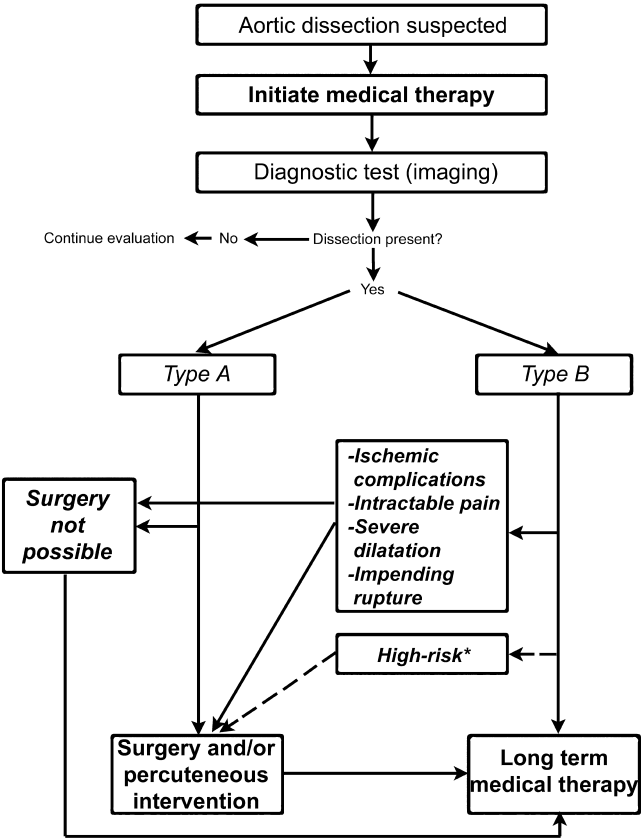 Aortic dissection suspected
Initiate medical therapy
Diagnostic test (imaging)
Continue evaluation
No
Dissection present?
Yes
Type A
Type B
-Ischemic
complications
-Intractable pain
-Severe
dilatation
-Impending
rupture
Surgery
not
possible
High-risk*
Surgery and/or
percuteneous
intervention
Long term
medical therapy